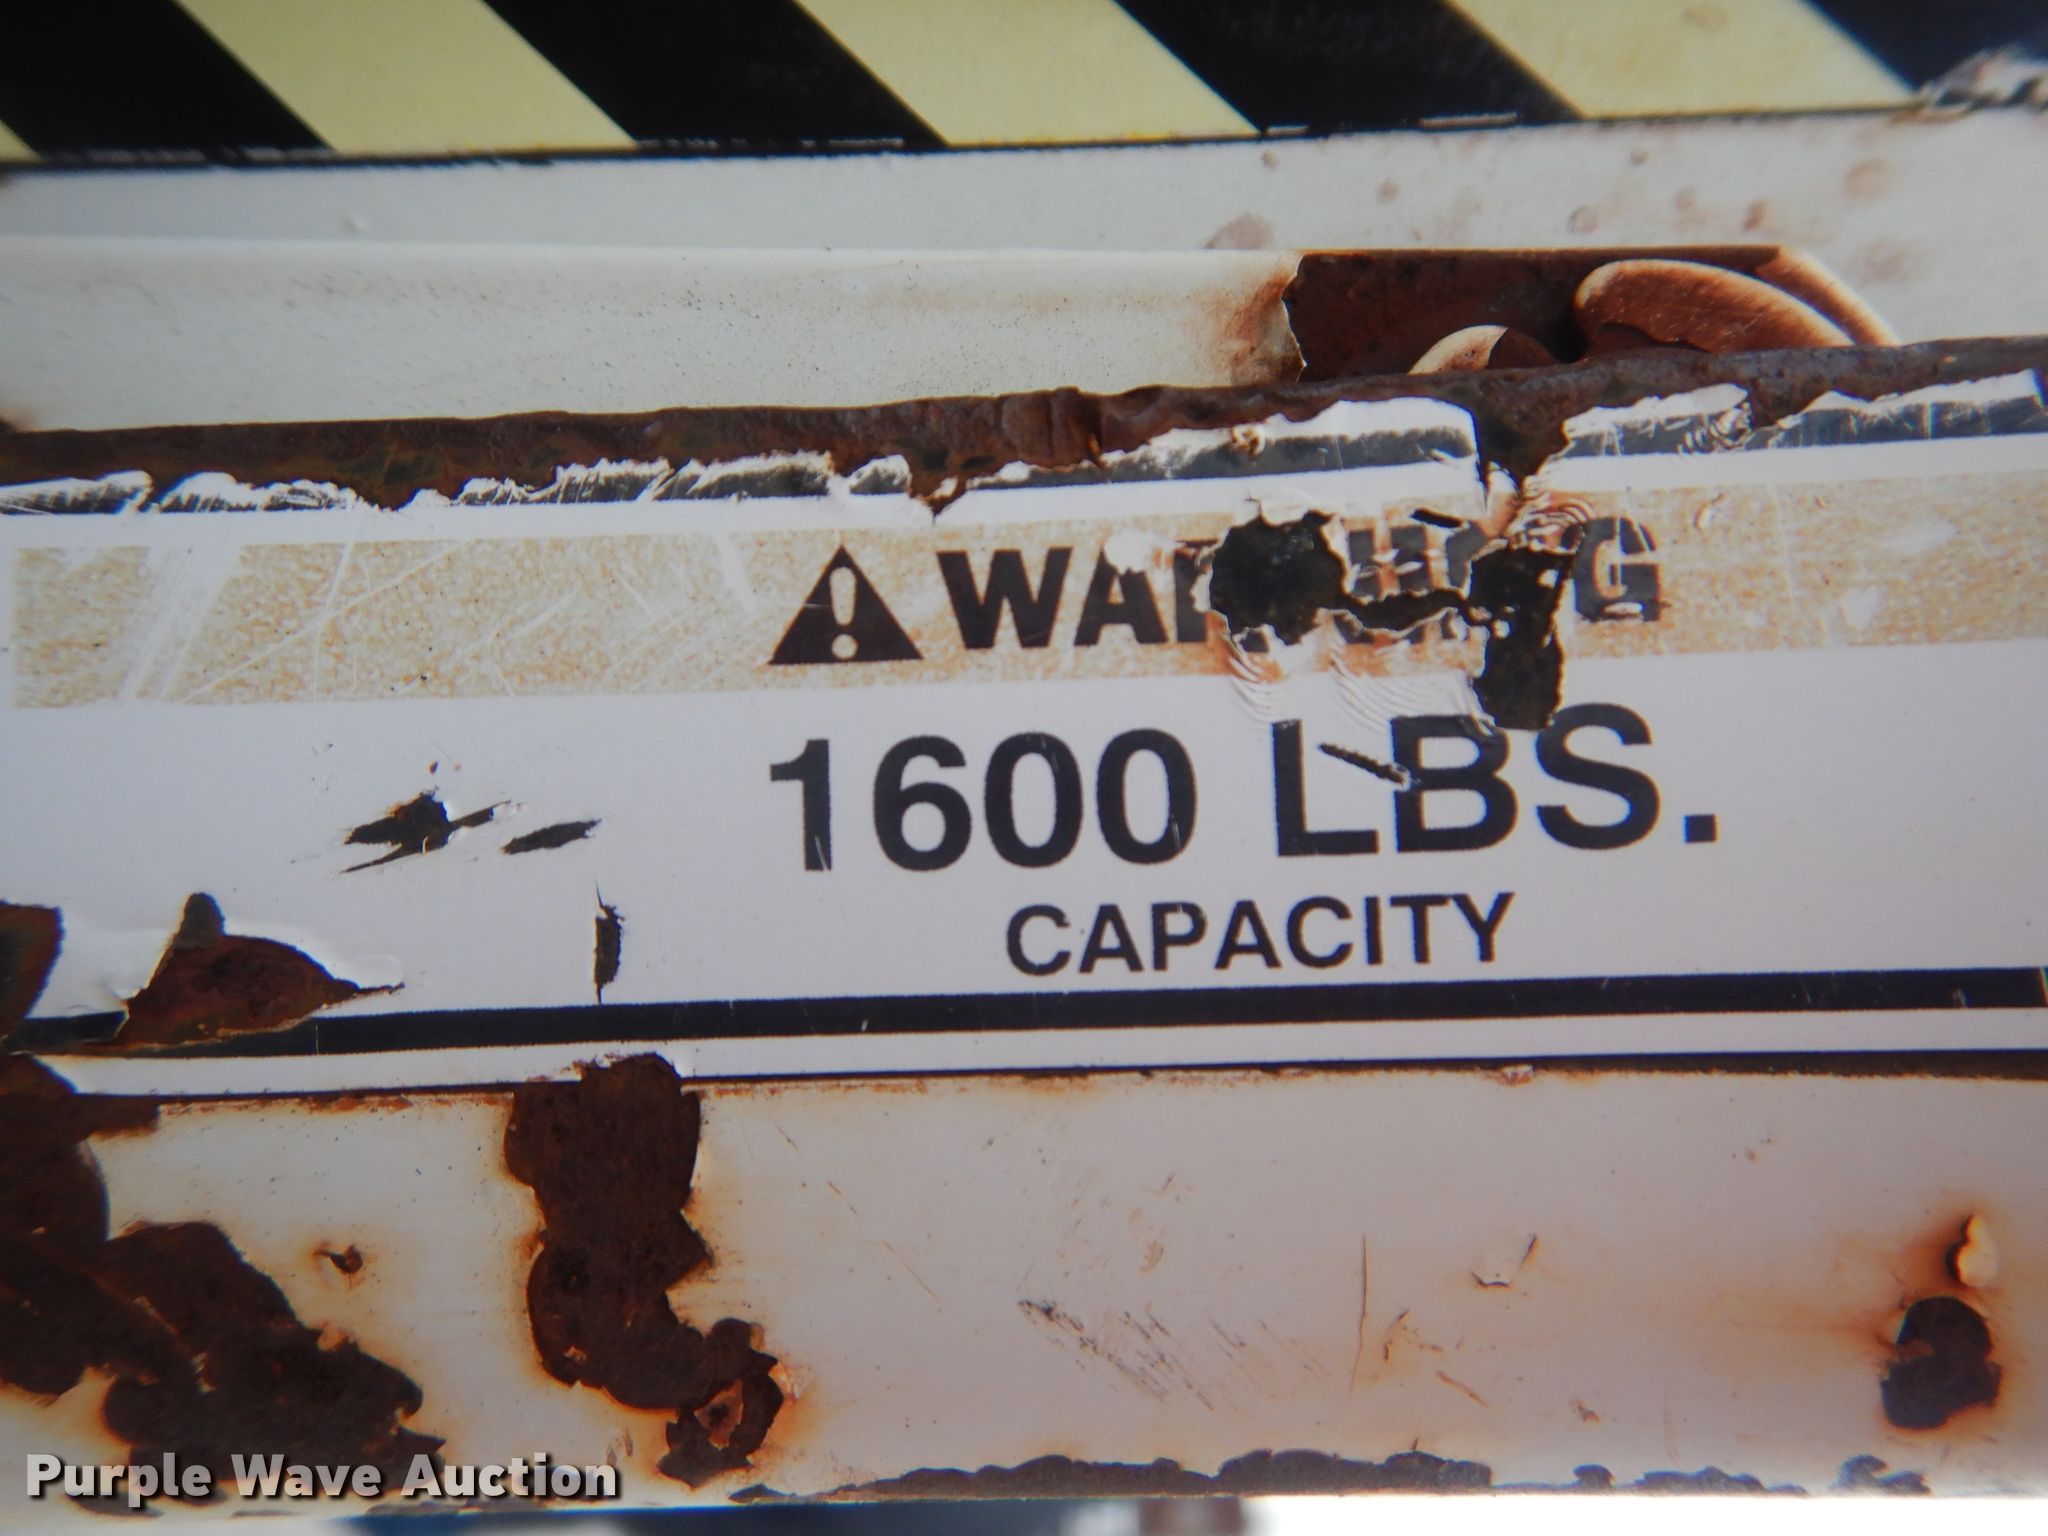 WARNING
1600 LBS.
CAPACITY
Purple Wave Auction